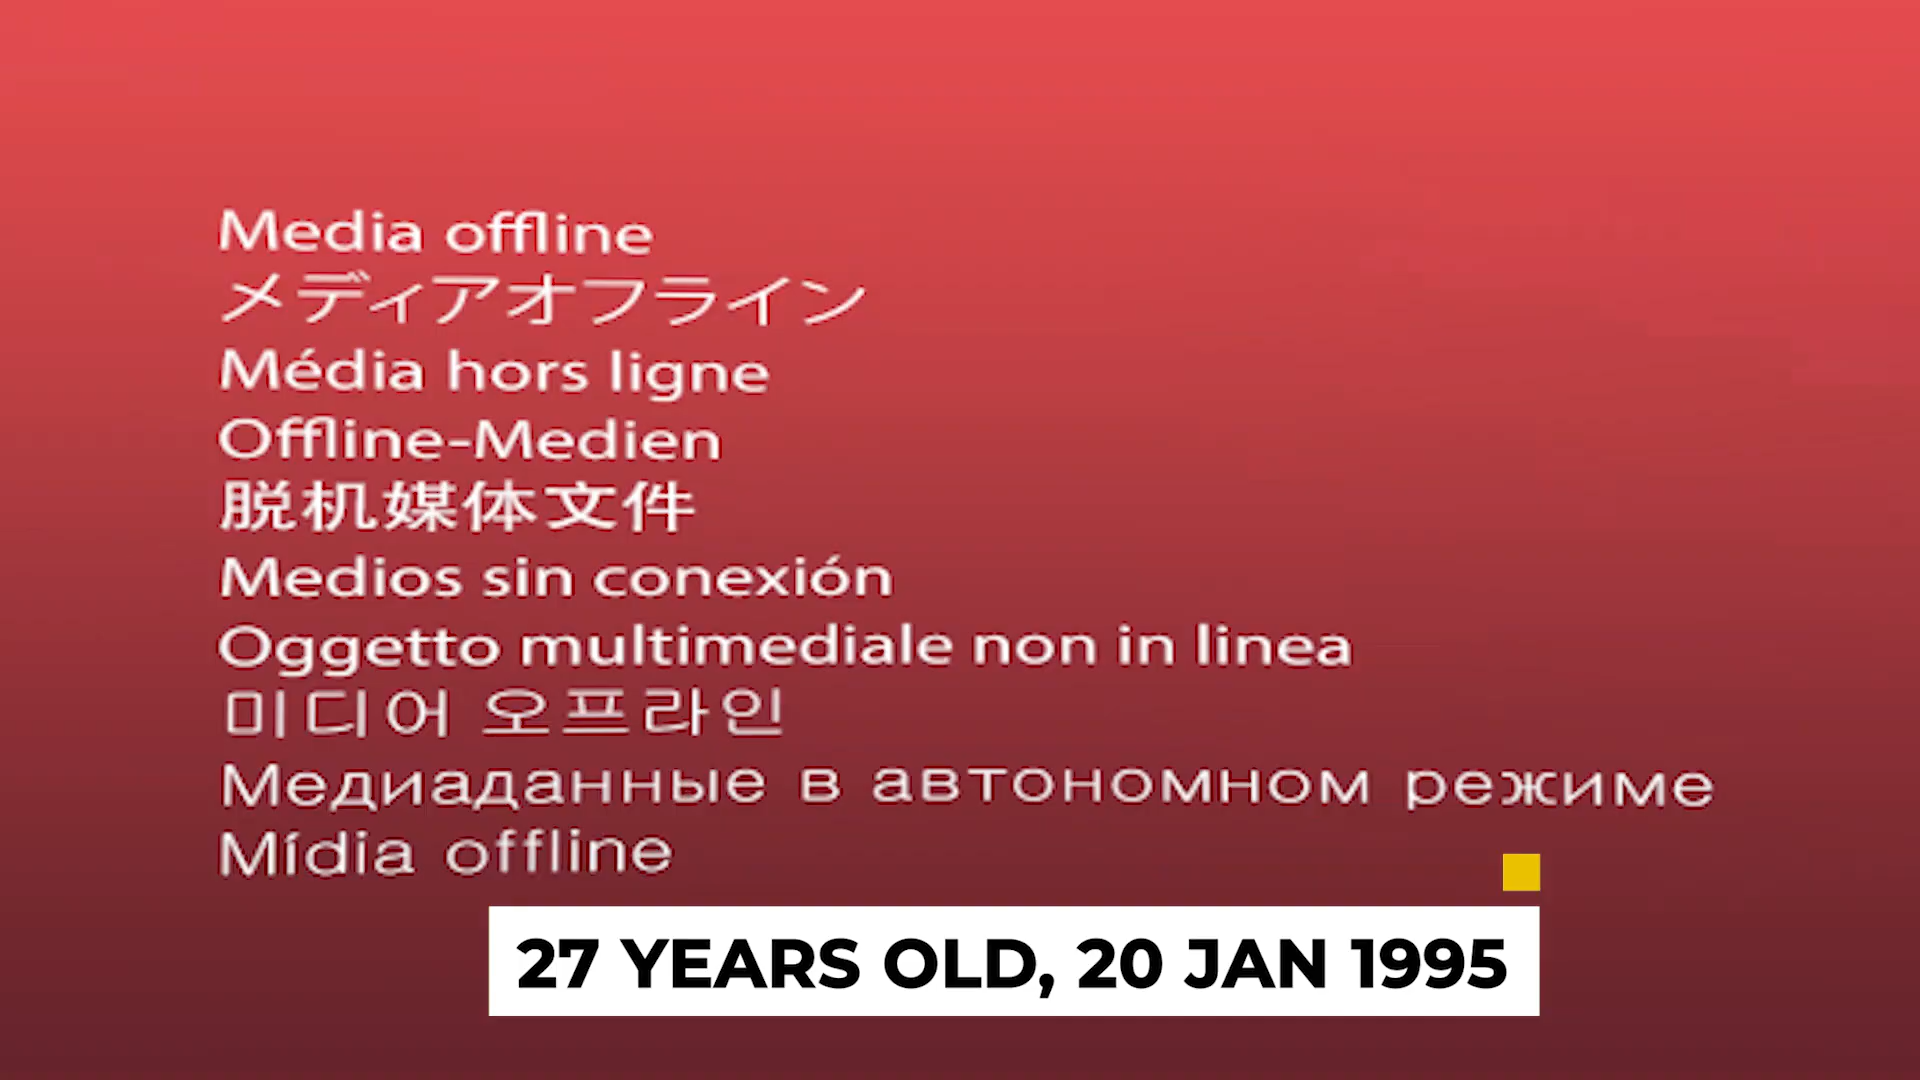 Media offline
メディアオフライン
Média hors ligne
Offline-Medien
脱机媒体文件
Medios sin conexión
Oggetto multimediale non in linea
미디어 오프라인
Медиаданные в автономном режиме
Mídia offline
27 YEARS OLD, 20 JAN 1995